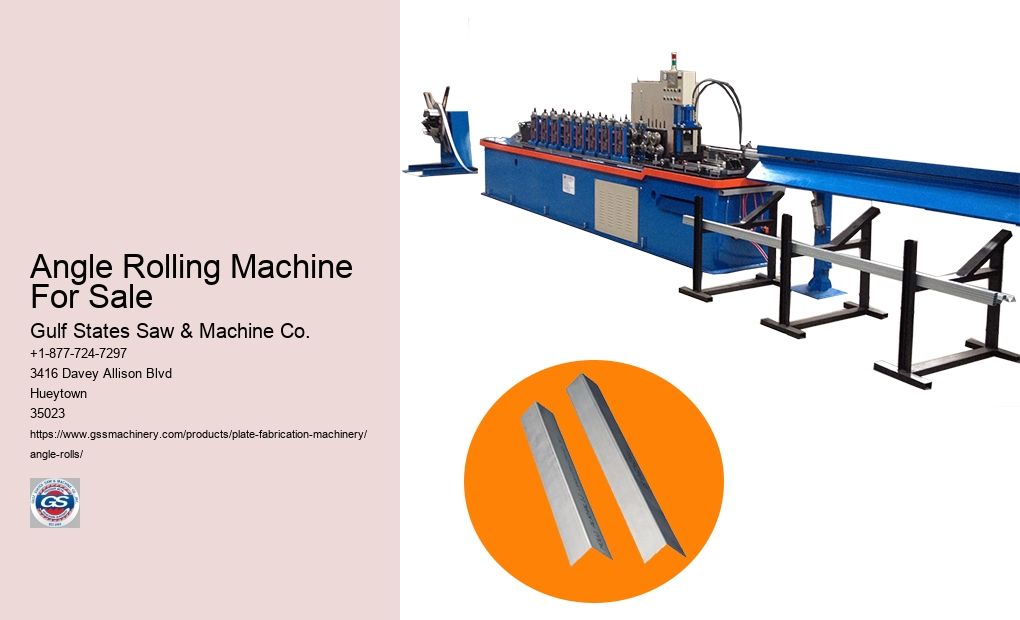 Angle Rolling Machine
For Sale
Gulf States Saw & Machine Co.
+1-877-724-7297
3416 Davey Allison Blvd
Hueytown
35023
https://www.gssmachinery.com/products/plate-fabrication-machinery/
angle-rolls/
GS